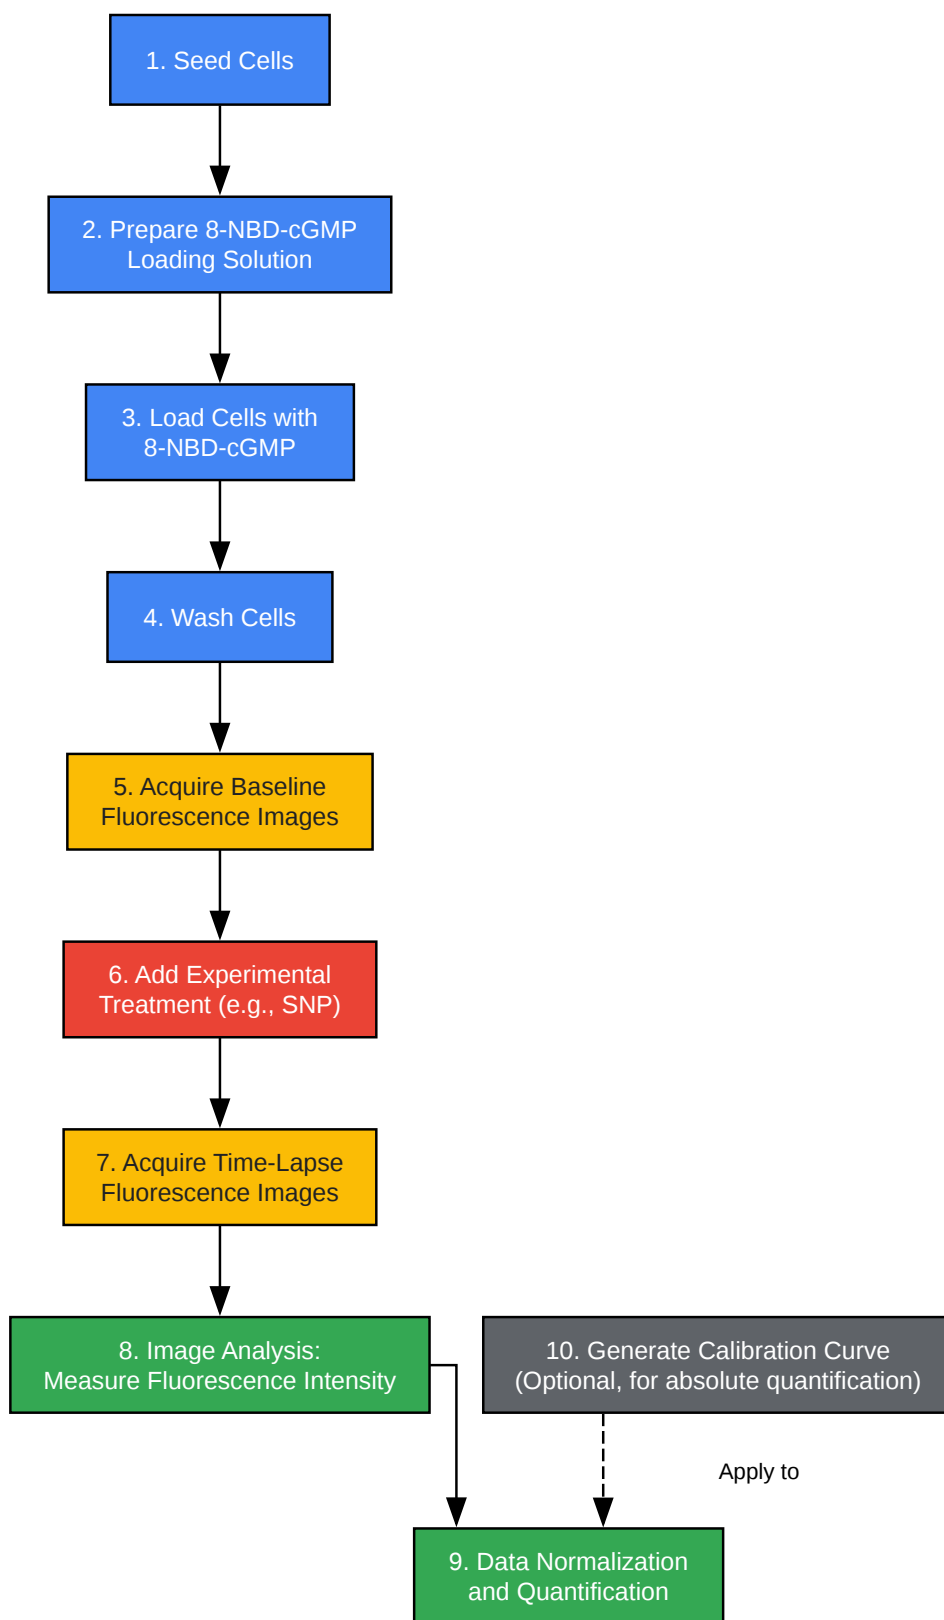 1. Seed Cells
2. Prepare 8-NBD-cGMP
Loading Solution
3. Load Cells with
8-NBD-cGMP
4. Wash Cells
5. Acquire Baseline
Fluorescence Images
6. Add Experimental
Treatment (e.g., SNP)
7. Acquire Time-Lapse
Fluorescence Images
8. Image Analysis:
Measure Fluorescence Intensity
10. Generate Calibration Curve
(Optional, for absolute quantification)
Apply to
9. Data Normalization
and Quantification